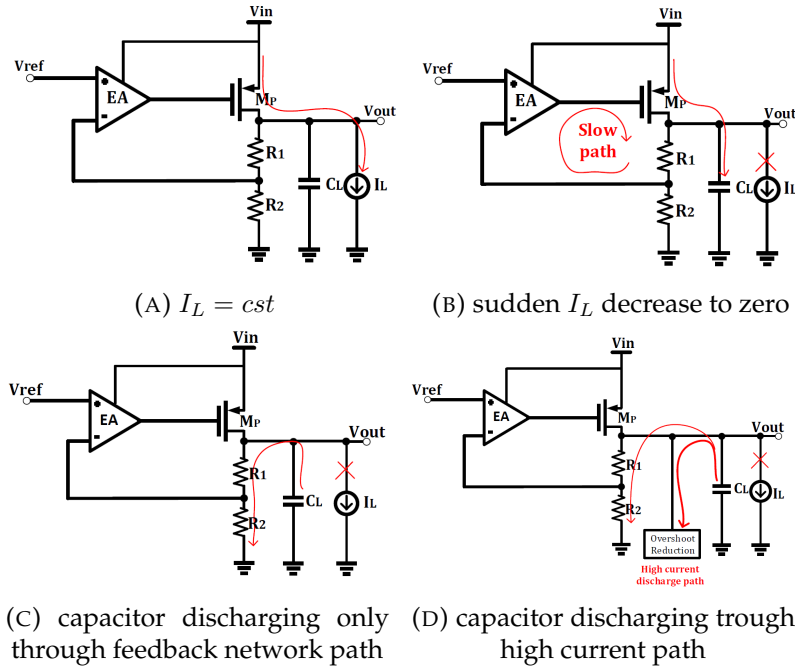 Vin
Vref
+
EA
-
MP
Vout
R1
R2
CL
IL
(A) IL = cst
Vin
Vref
+
EA
-
MP
Vout
Slow
path
R1
R2
CL
IL
(B) sudden IL decrease to zero
Vin
Vref
+
EA
-
MP
Vout
R1
R2
CL
IL
(C) capacitor discharging only
through feedback network path
Vin
Vref
+
EA
-
MP
Vout
R1
R2
CL
IL
Overshoot
Reduction
High current
discharge path
(D) capacitor discharging trough
high current path